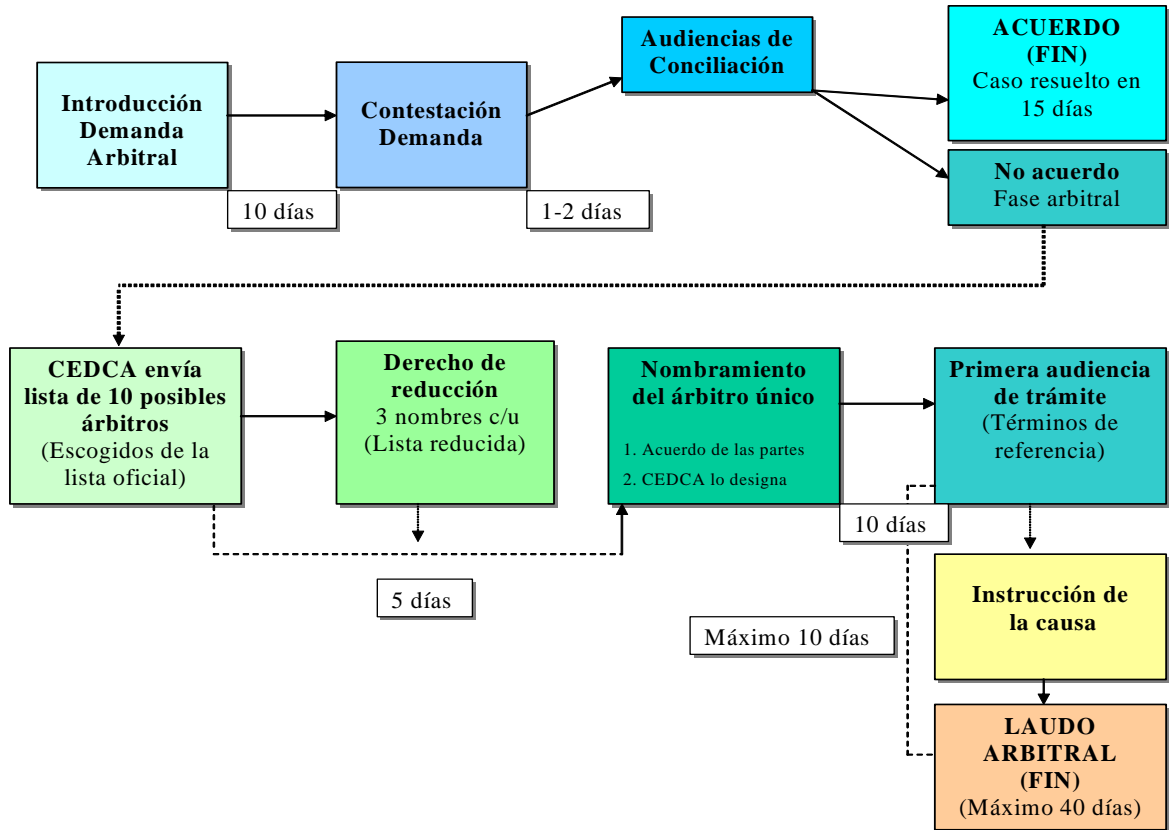 Introducción
Demanda
Arbitral
10 días
Contestación
Demanda
1-2 días
Audiencias de
Conciliación
ACUERDO
(FIN)
Caso resuelto en
15 días
No acuerdo
Fase arbitral
CEDCA envía
lista de 10 posibles
árbitros
(Escogidos de la
lista oficial)
Derecho de
reducción
3 nombres c/u
(Lista reducida)
5 días
Nombramiento
del árbitro único
1. Acuerdo de las partes
2. CEDCA lo designa
10 días
Primera audiencia
de trámite
(Términos de
referencia)
Máximo 10 días
Instrucción de
la causa
LAUDO
ARBITRAL
(FIN)
(Máximo 40 días)